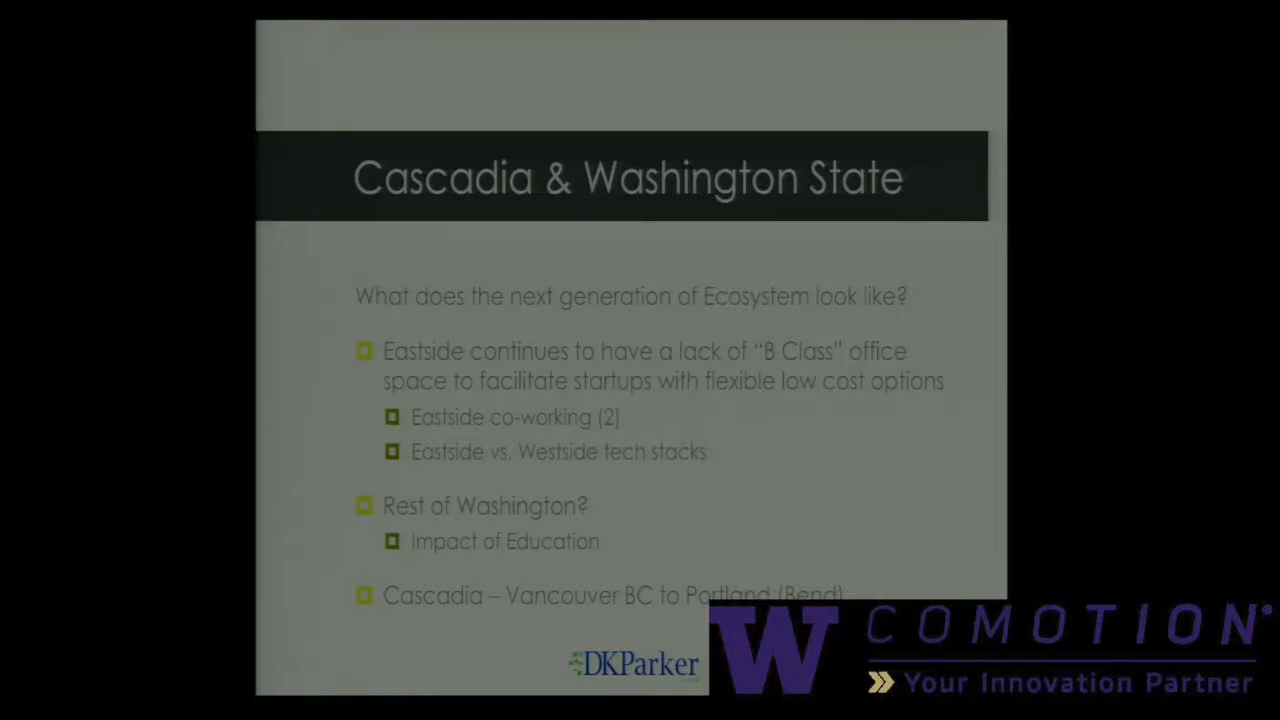 Cascadia & Washington State
What does the next generation of Ecosystem look like?
Eastside continues to have a lack of “B Class” office
space to facilitate startups with flexible low cost options
Eastside co-working (2)
Eastside vs. Westside tech stacks
Rest of Washington?
Impact of Education
Cascadia – Vancouver BC to Portland (Bend)
DKParker
W COMOTION®
Your Innovation Partner